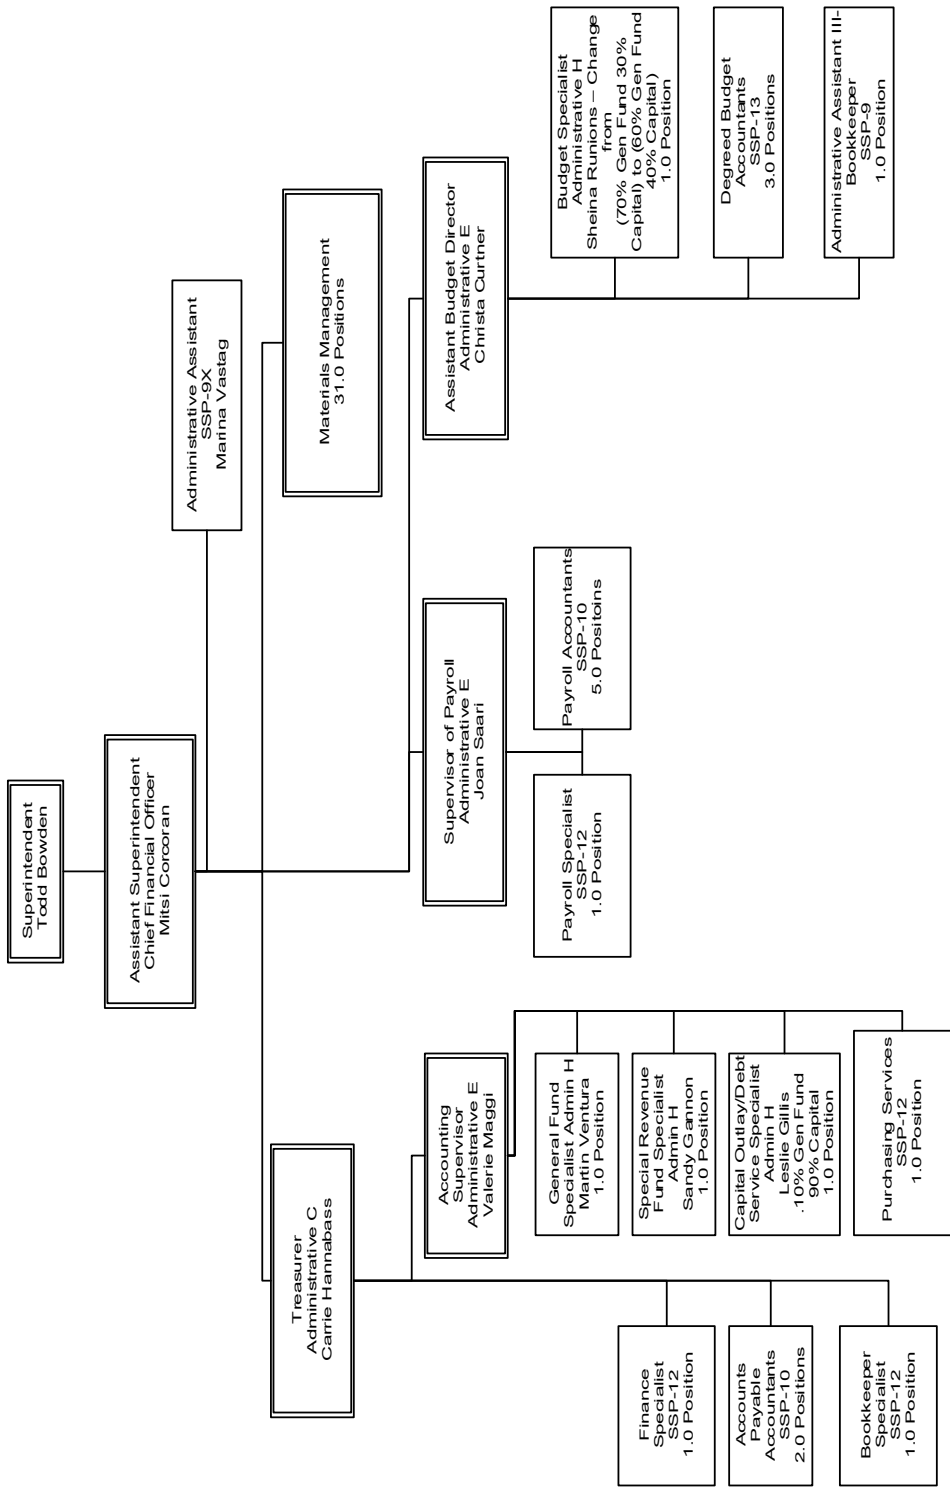 Superintendent
Todd Bowden
Assistant Superintendent
Chief Financial Officer
Mitsi Corcoran
Administrative Assistant
SSP-9X
Marina Vastag
Treasurer
Administrative C
Carrie Hannabass
Materials Management
31.0 Positions
Accounting
Supervisor
Administrative E
Valerie Maggi
Supervisor of Payroll
Administrative E
Joan Saari
Assistant Budget Director
Administrative E
Christa Curtner
Finance
Specialist
SSP-12
1.0 Position
Accounts
Payable
Accountants
SSP-10
2.0 Positions
Bookkeeper
Specialist
SSP-12
1.0 Position
General Fund
Specialist Admin H
Martin Ventura
1.0 Position
Special Revenue
Fund Specialist
Admin H
Sandy Gannon
1.0 Position
Capital Outlay/Debt
Service Specialist
Admin H
Leslie Gillis
.10% Gen Fund
90% Capital
1.0 Position
Purchasing Services
SSP-12
1.0 Position
Payroll Specialist
SSP-12
1.0 Position
Payroll Accountants
SSP-10
5.0 Positoins
Budget Specialist
Administrative H
Sheina Runions – Change
from
(70% Gen Fund 30%
Capital) to (60% Gen Fund
40% Capital)
1.0 Position
Degreed Budget
Accountants
SSP-13
3.0 Positions
Administrative Assistant III-
Bookkeeper
SSP-9
1.0 Position